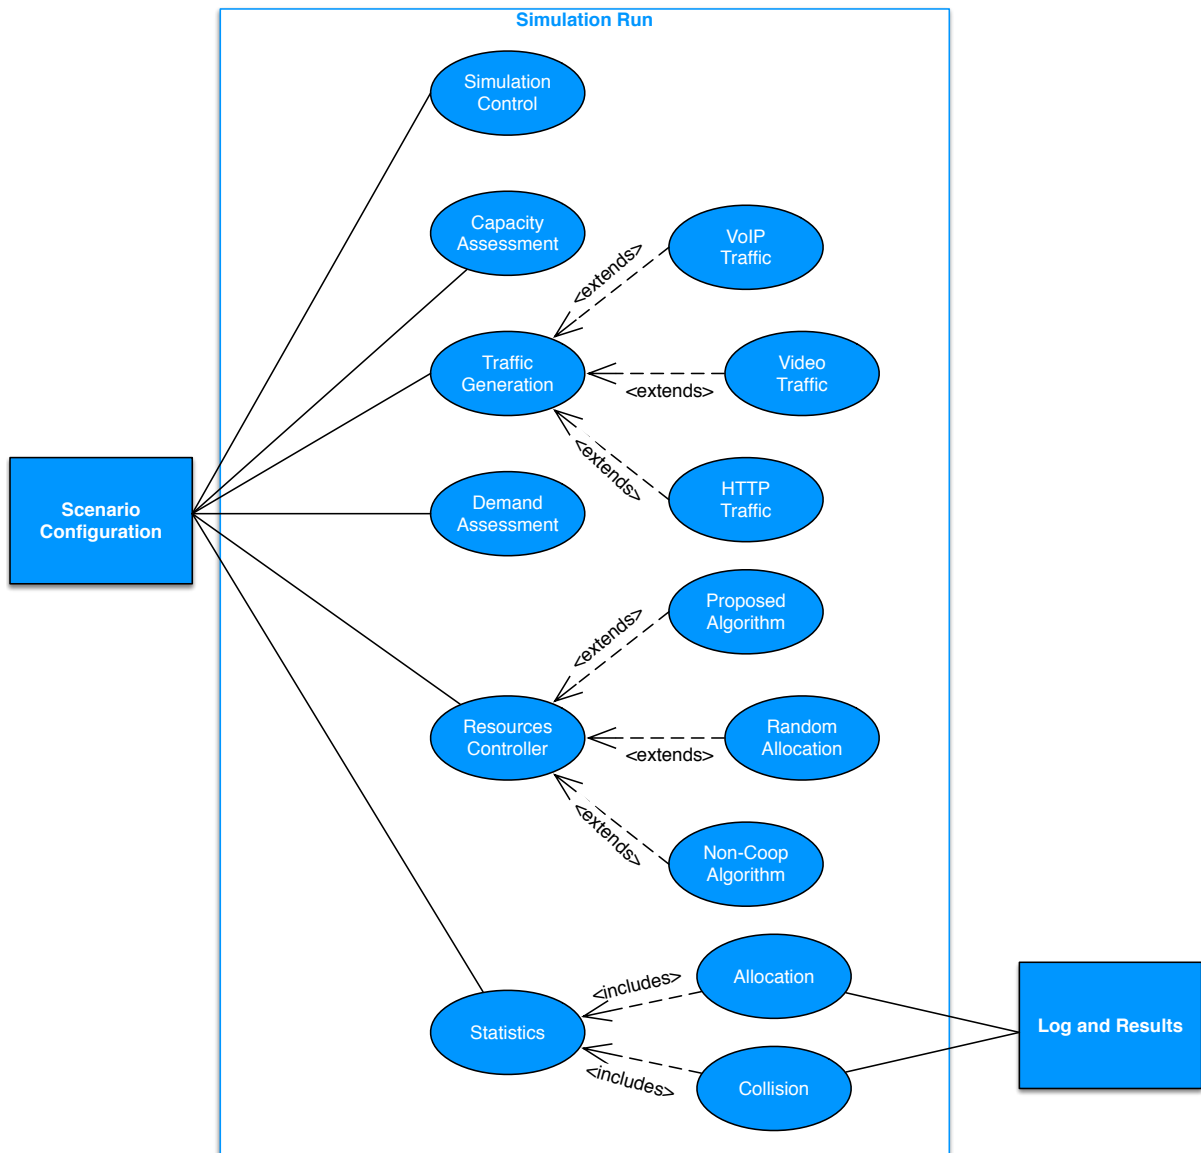 Simulation Run
Simulation
Control
Capacity
Assessment
<extends>
VoIP
Traffic
Traffic
Generation
Video
Traffic
<extends>
<extends>
HTTP
Traffic
Scenario
Configuration
Demand
Assessment
<extends>
Proposed
Algorithm
Resources
Controller
Random
Allocation
<extends>
<extends>
Non-Coop
Algorithm
<includes>
Allocation
Statistics
Log and Results
<includes>
Collision